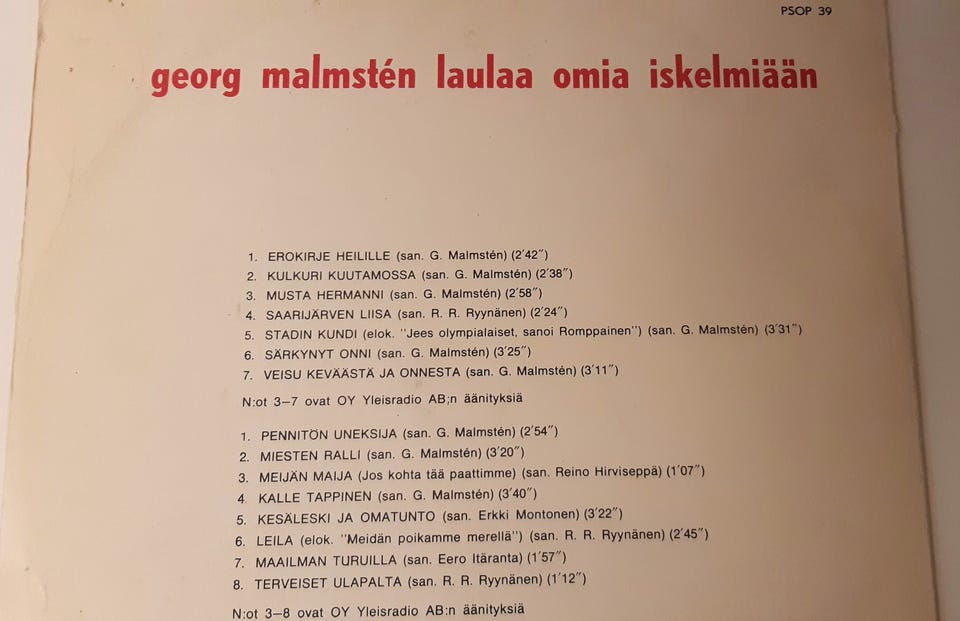 PSOP 39
georg malmstén laulaa omia iskelmiään
1. EROKIRJE HEILILLE (san. G. Malmstén) (2′42″)
2. KULKURI KUUTAMOSSA (san. G. Malmstén) (2′38″)
3. MUSTA HERMANNI (san. G. Malmstén) (2′58″)
4. SAARIJÄRVEN LIISA (san. R. R. Ryynänen) (2′24″)
5. STADIN KUNDI (elok. "Jees olympialaiset, sanoi Romppainen") (san. G. Malmstén) (3′31″)
6. SÄRKYNYT ONNI (san. G. Malmstén) (3′25″)
7. VEISU KEVÄÄSTÄ JA ONNESTA (san. G. Malmstén) (3′11″)
N:ot 3–7 ovat OY Yleisradio AB;n äänityksiä
1. PENNITÖN UNEKSIJA (san. G. Malmstén) (2′54″)
2. MIESTEN RALLI (san. G. Malmstén) (3′20″)
3. MEIJÄN MAIJA (Jos kohta tää paattimme) (san. Reino Hirviseppä) (1′07″)
4. KALLE TAPPINEN (san. G. Malmstén) (3′40″)
5. KESÄLESKI JA OMATUNTO (san. Erkki Montonen) (3′22″)
6. LEILA (elok. "Meidän poikamme merellä") (san. R. R. Ryynänen) (2′45″)
7. MAAILMAN TURUILLA (san. Eero Itäranta) (1′57″)
8. TERVEISET ULAPALTA (san. R. R. Ryynänen) (1′12″)
N:ot 3–8 ovat OY Yleisradio AB:n äänityksiä